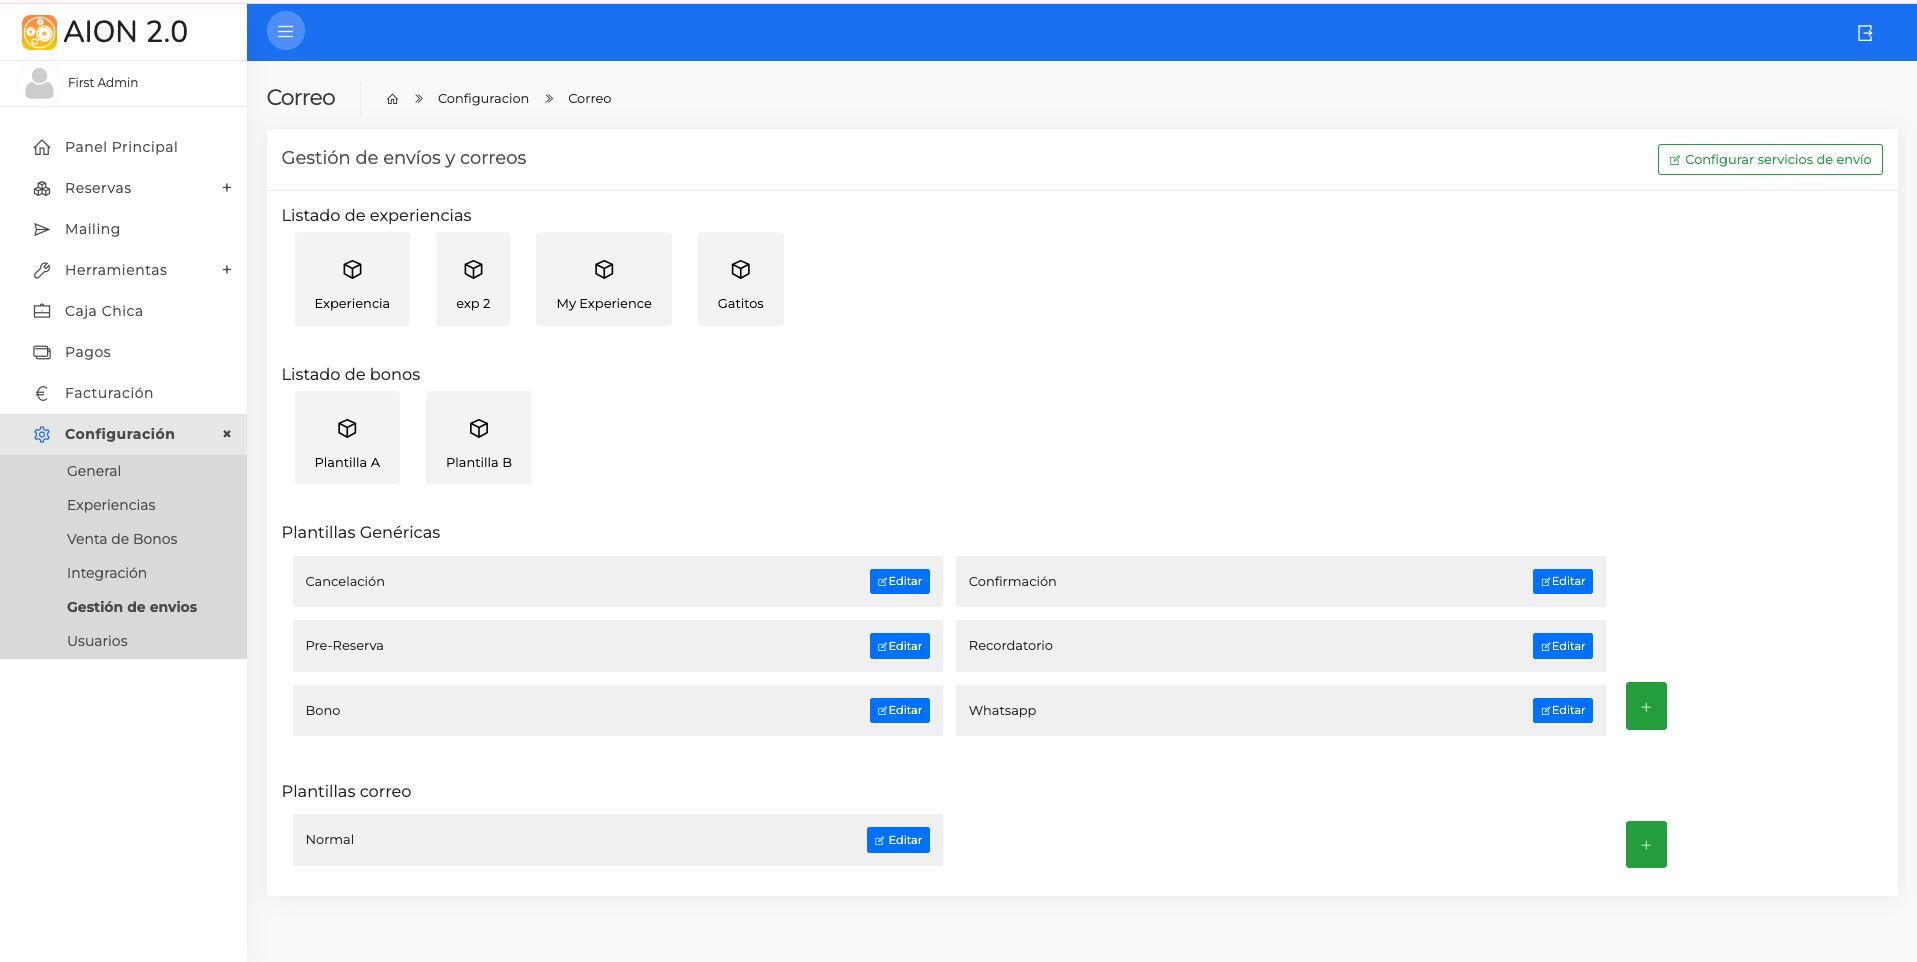 AION 2.0
First Admin
Panel Principal
Reservas +
Mailing
Herramientas +
Caja Chica
Pagos
Facturación
Configuración
General
Experiencias
Venta de Bonos
Integración
Gestión de envios
Usuarios
Correo
Configuracion » Correo
Gestión de envíos y correos
Configurar servicios de envío
Listado de experiencias
Experiencia
exp 2
My Experience
Gatitos
Listado de bonos
Plantilla A
Plantilla B
Plantillas Genéricas
Cancelación Editar
Confirmación Editar
Pre-Reserva Editar
Recordatorio Editar
Bono Editar
Whatsapp Editar
+
Plantillas correo
Normal Editar
+